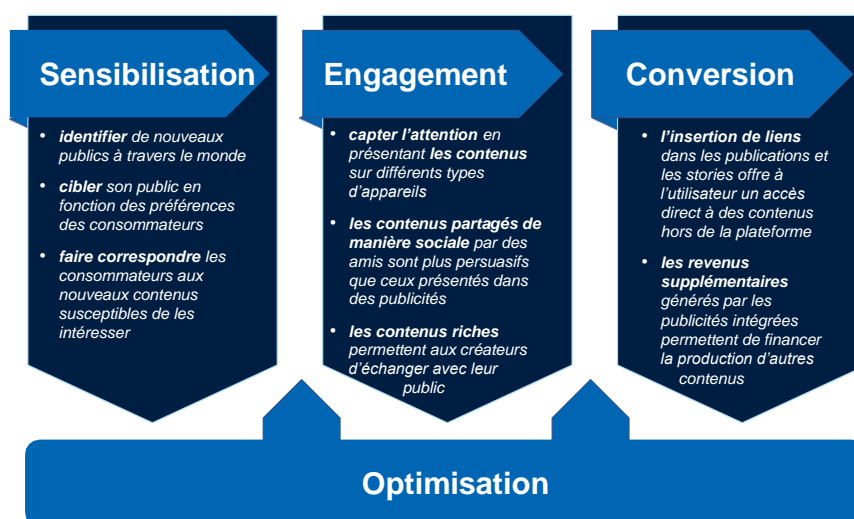 Sensibilisation
• identifier de nouveaux
publics à travers le monde
• cibler son public en
fonction des préférences
des consommateurs
• faire correspondre les
consommateurs aux
nouveaux contenus
susceptibles de les
intéresser
Engagement
• capter l’attention en
présentant les contenus
sur différents types
d’appareils
• les contenus partagés de
manière sociale par des
amis sont plus persuasifs
que ceux présentés dans
des publicités
• les contenus riches
permettent aux créateurs
d’échanger avec leur
public
Conversion
• l’insertion de liens
dans les publications et
les stories offre à
l’utilisateur un accès
direct à des contenus
hors de la plateforme
• les revenus
supplémentaires
générés par les
publicités intégrées
permettent de financer
la production d’autres
contenus
Optimisation